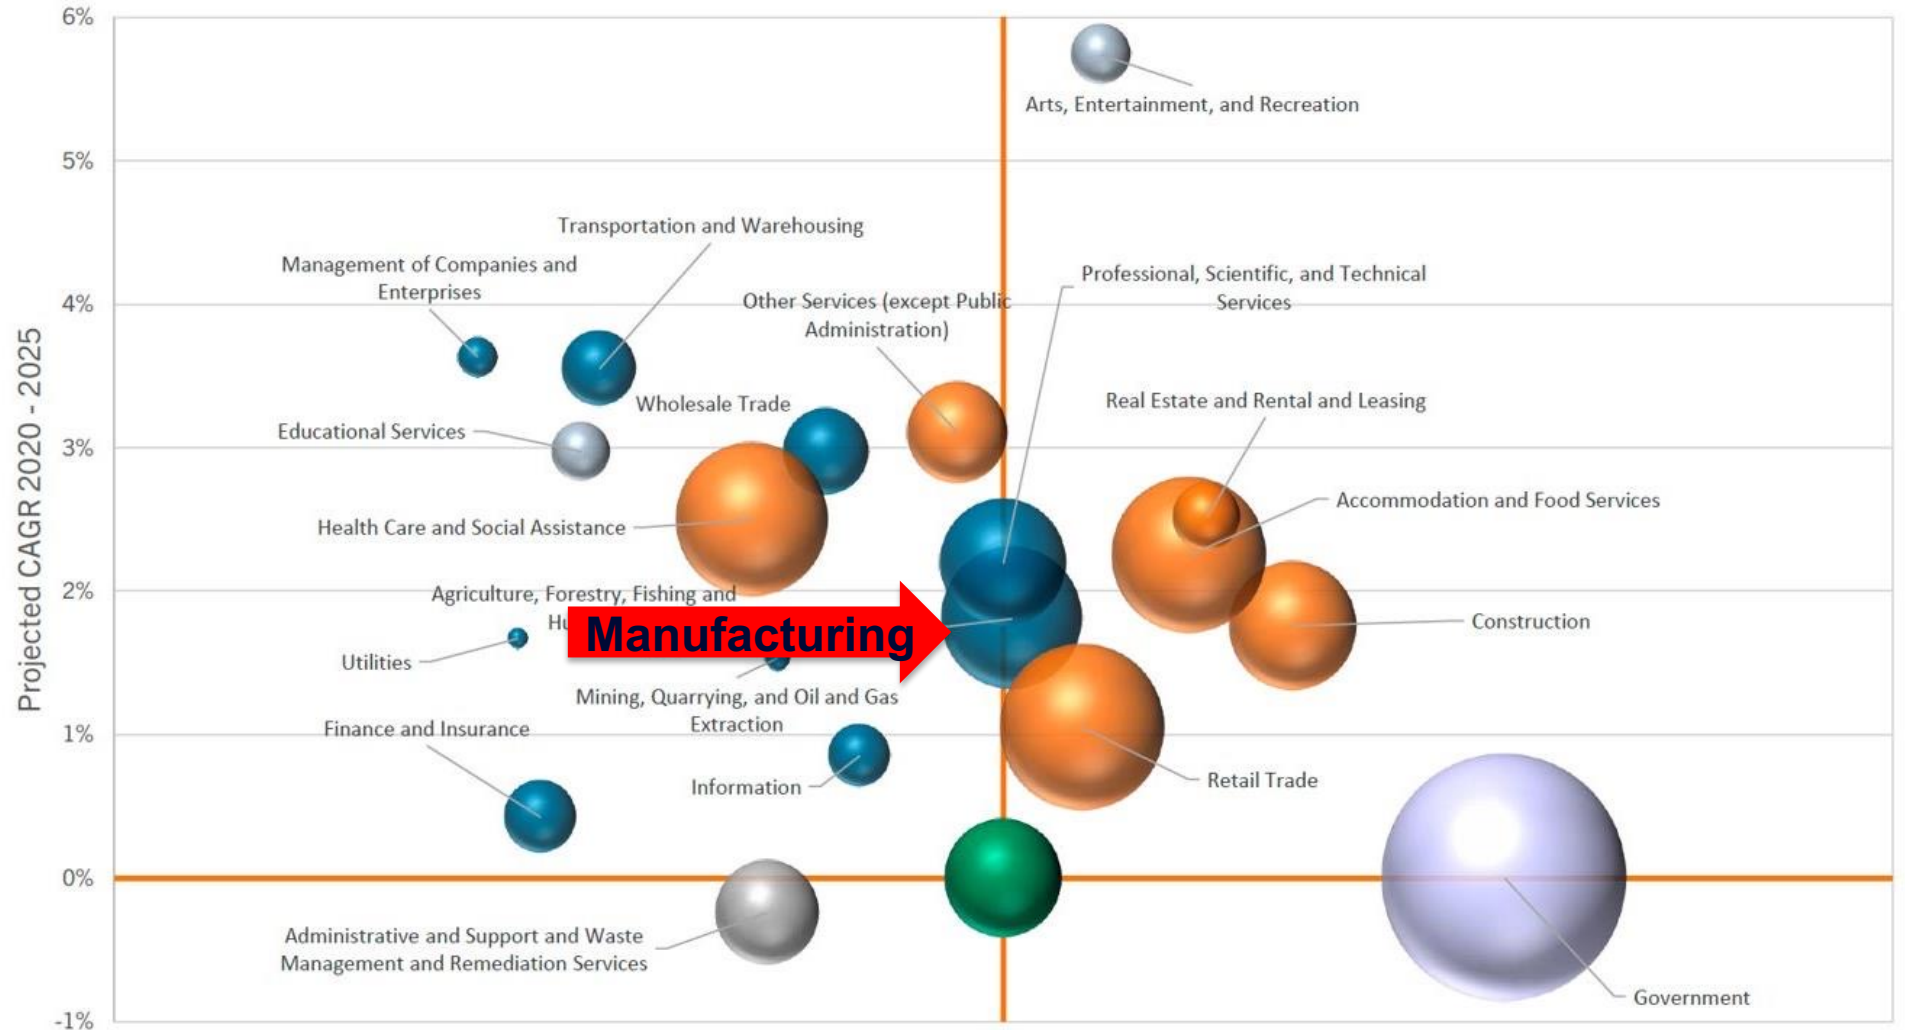 6%
Arts, Entertainment, and Recreation
5%
Transportation and Warehousing
Management of Companies and
Enterprises
Professional, Scientific, and Technical
Services
4%
Other Services (except Public
Administration)
Projected CAGR 2020 - 2025
Wholesale Trade
Real Estate and Rental and Leasing
Educational Services
3%
Accommodation and Food Services
Health Care and Social Assistance
2%
Agriculture, Forestry, Fishing and
Manufacturing
Construction
Utilities
Mining, Quarrying, and Oil and Gas
Extraction
Finance and Insurance
1%
Information
Retail Trade
0%
Administrative and Support and Waste
Management and Remediation Services
Government
-1%